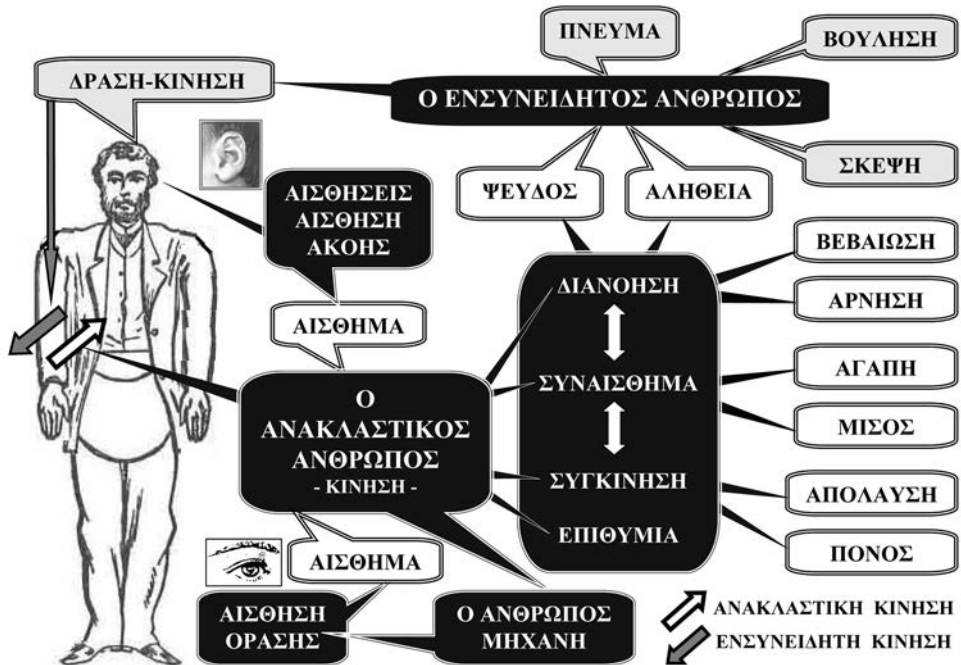 ΠΝΕΥΜΑ
ΒΟΥΛΗΣΗ
ΔΡΑΣΗ-ΚΙΝΗΣΗ
Ο ΕΝΣΥΝΕΙΔΗΤΟΣ ΑΝΘΡΩΠΟΣ
ΣΚΕΨΗ
ΨΕΥΔΟΣ
ΑΛΗΘΕΙΑ
ΑΙΣΘΗΣΕΙΣ
ΑΙΣΘΗΣΗ
ΑΚΟΗΣ
ΒΕΒΑΙΩΣΗ
ΔΙΑΝΟΗΣΗ
ΑΡΝΗΣΗ
ΑΙΣΘΗΜΑ
ΑΓΑΠΗ
ΣΥΝΑΙΣΘΗΜΑ
ΜΙΣΟΣ
Ο
ΑΝΑΚΛΑΣΤΙΚΟΣ
ΑΝΘΡΩΠΟΣ
- ΚΙΝΗΣΗ -
ΣΥΓΚΙΝΗΣΗ
ΑΠΟΛΑΥΣΗ
ΕΠΙΘΥΜΙΑ
ΠΟΝΟΣ
ΑΙΣΘΗΜΑ
ΑΙΣΘΗΣΗ
ΟΡΑΣΗΣ
Ο ΑΝΘΡΩΠΟΣ
ΜΗΧΑΝΗ
ΑΝΑΚΛΑΣΤΙΚΗ ΚΙΝΗΣΗ
ΕΝΣΥΝΕΙΔΗΤΗ ΚΙΝΗΣΗ